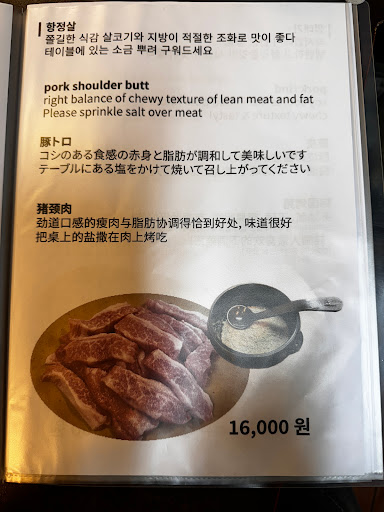 항정살
쫄깃한 식감 살코기와 지방이 적절한 조화로 맛이 좋다
테이블에 있는 소금 뿌려 구워드세요
pork shoulder butt
right balance of chewy texture of lean meat and fat
Please sprinkle salt over meat
豚トロ
コシのある食感の赤身と脂肪が調和して美味しいです
テーブルにある塩をかけて焼いて召し上がってください
猪颈肉
劲道口感的瘦肉与脂肪协调得恰到好处, 味道很好
把桌上的盐撒在肉上烤吃
16,000 원